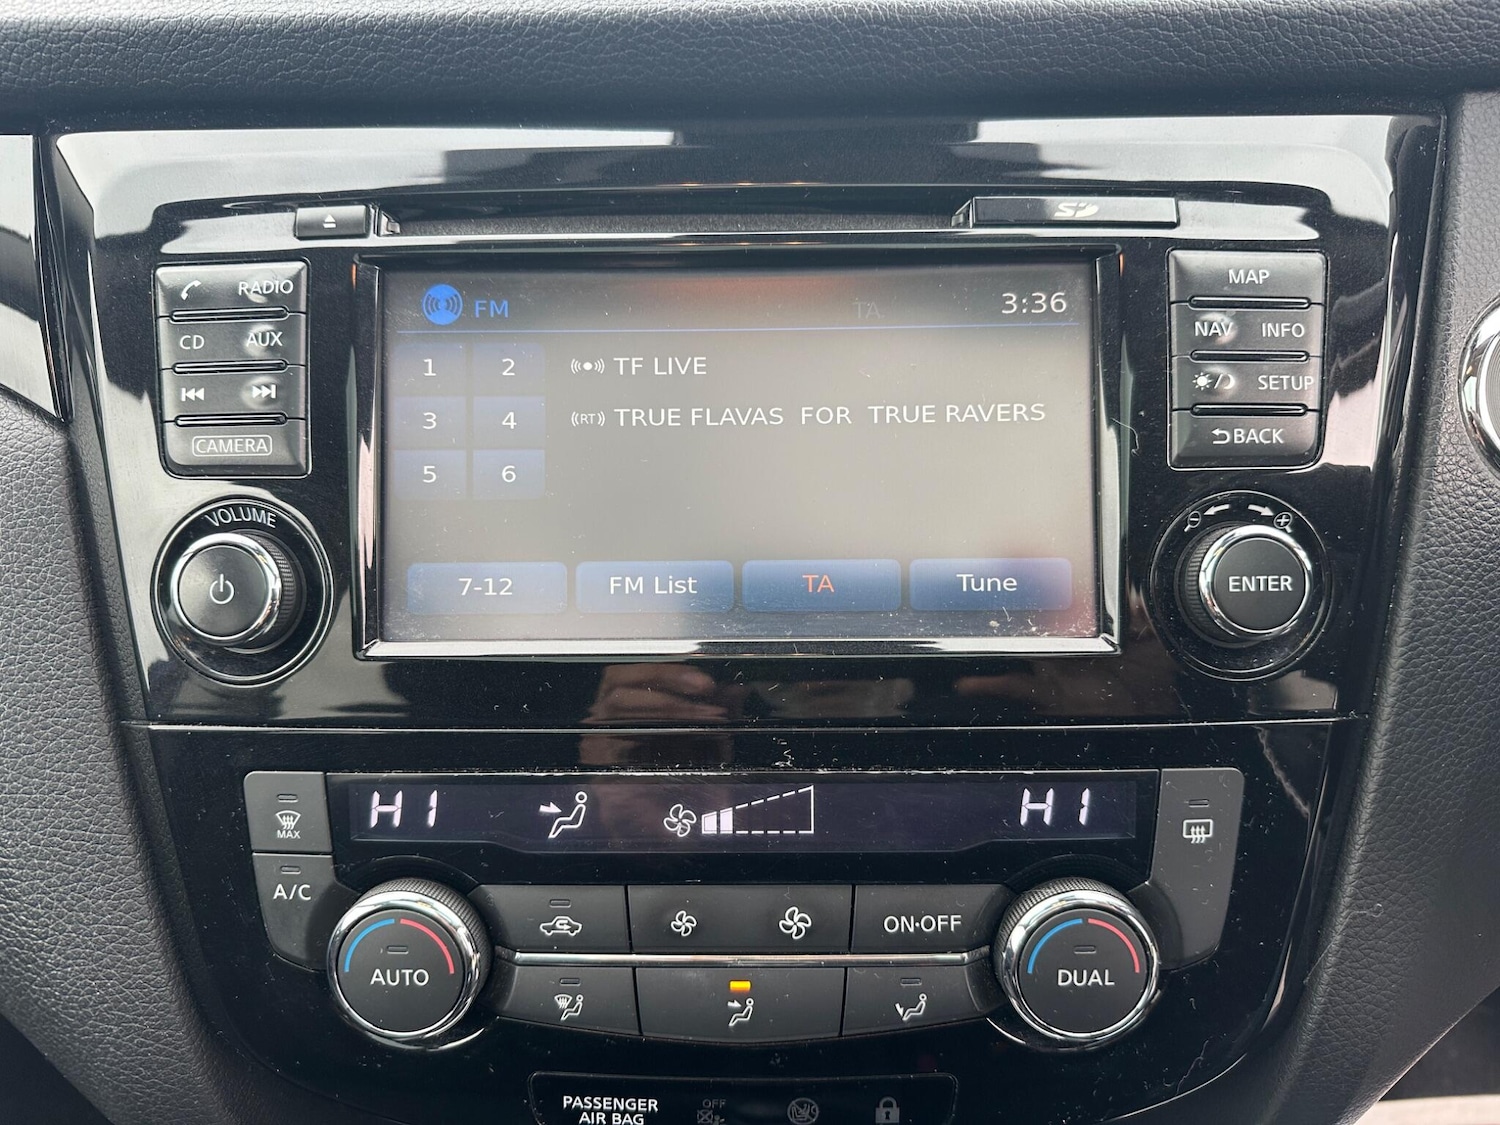 SD
RADIO
CD
AUX
CAMERA
VOLUME
FM
TA
3:36
1
2
TF LIVE
3
4
(RT) TRUE FLAVAS FOR TRUE RAVERS
5
6
7-12
FM List
TA
Tune
MAP
NAV
INFO
SETUP
BACK
ENTER
MAX
HI
HI
A/C
AUTO
ON·OFF
DUAL
PASSENGER
AIR BAG
OFF